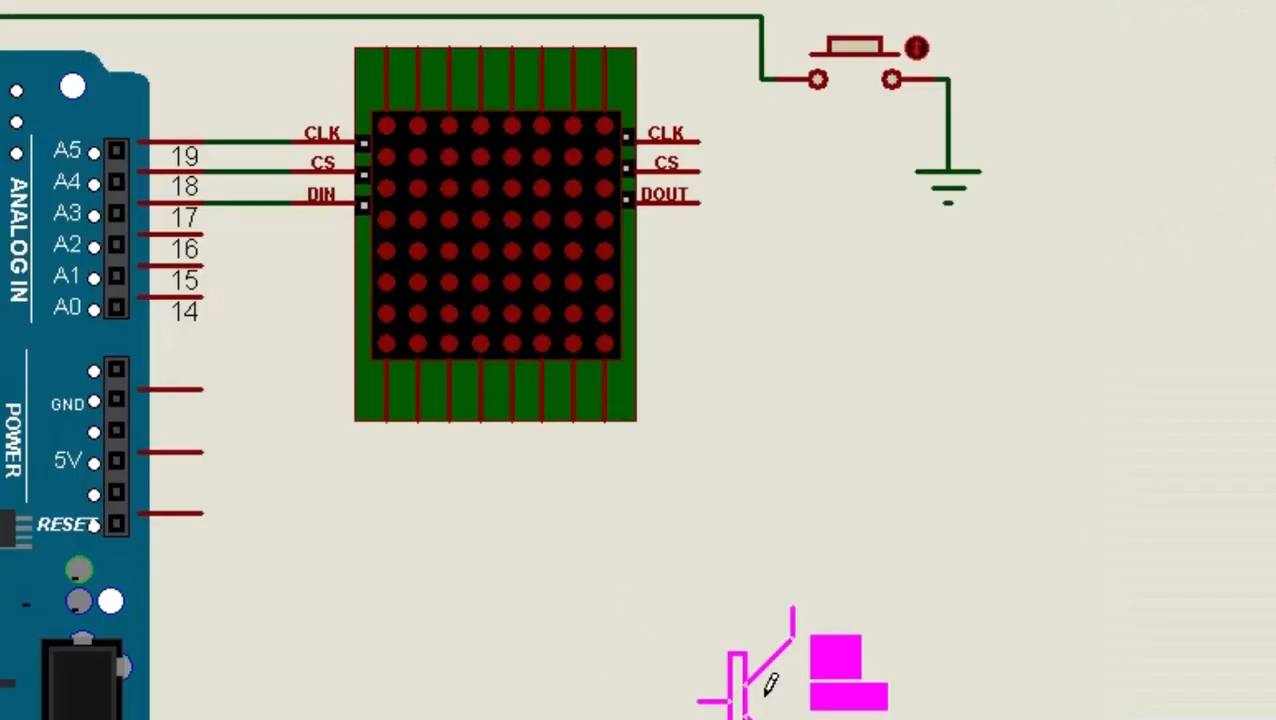 A5
A4
A3
A2
A1
A0
ANALOG IN
19
18
17
16
15
14
CLK
CS
DIN
CLK
CS
DOUT
POWER
GND
5V
RESET